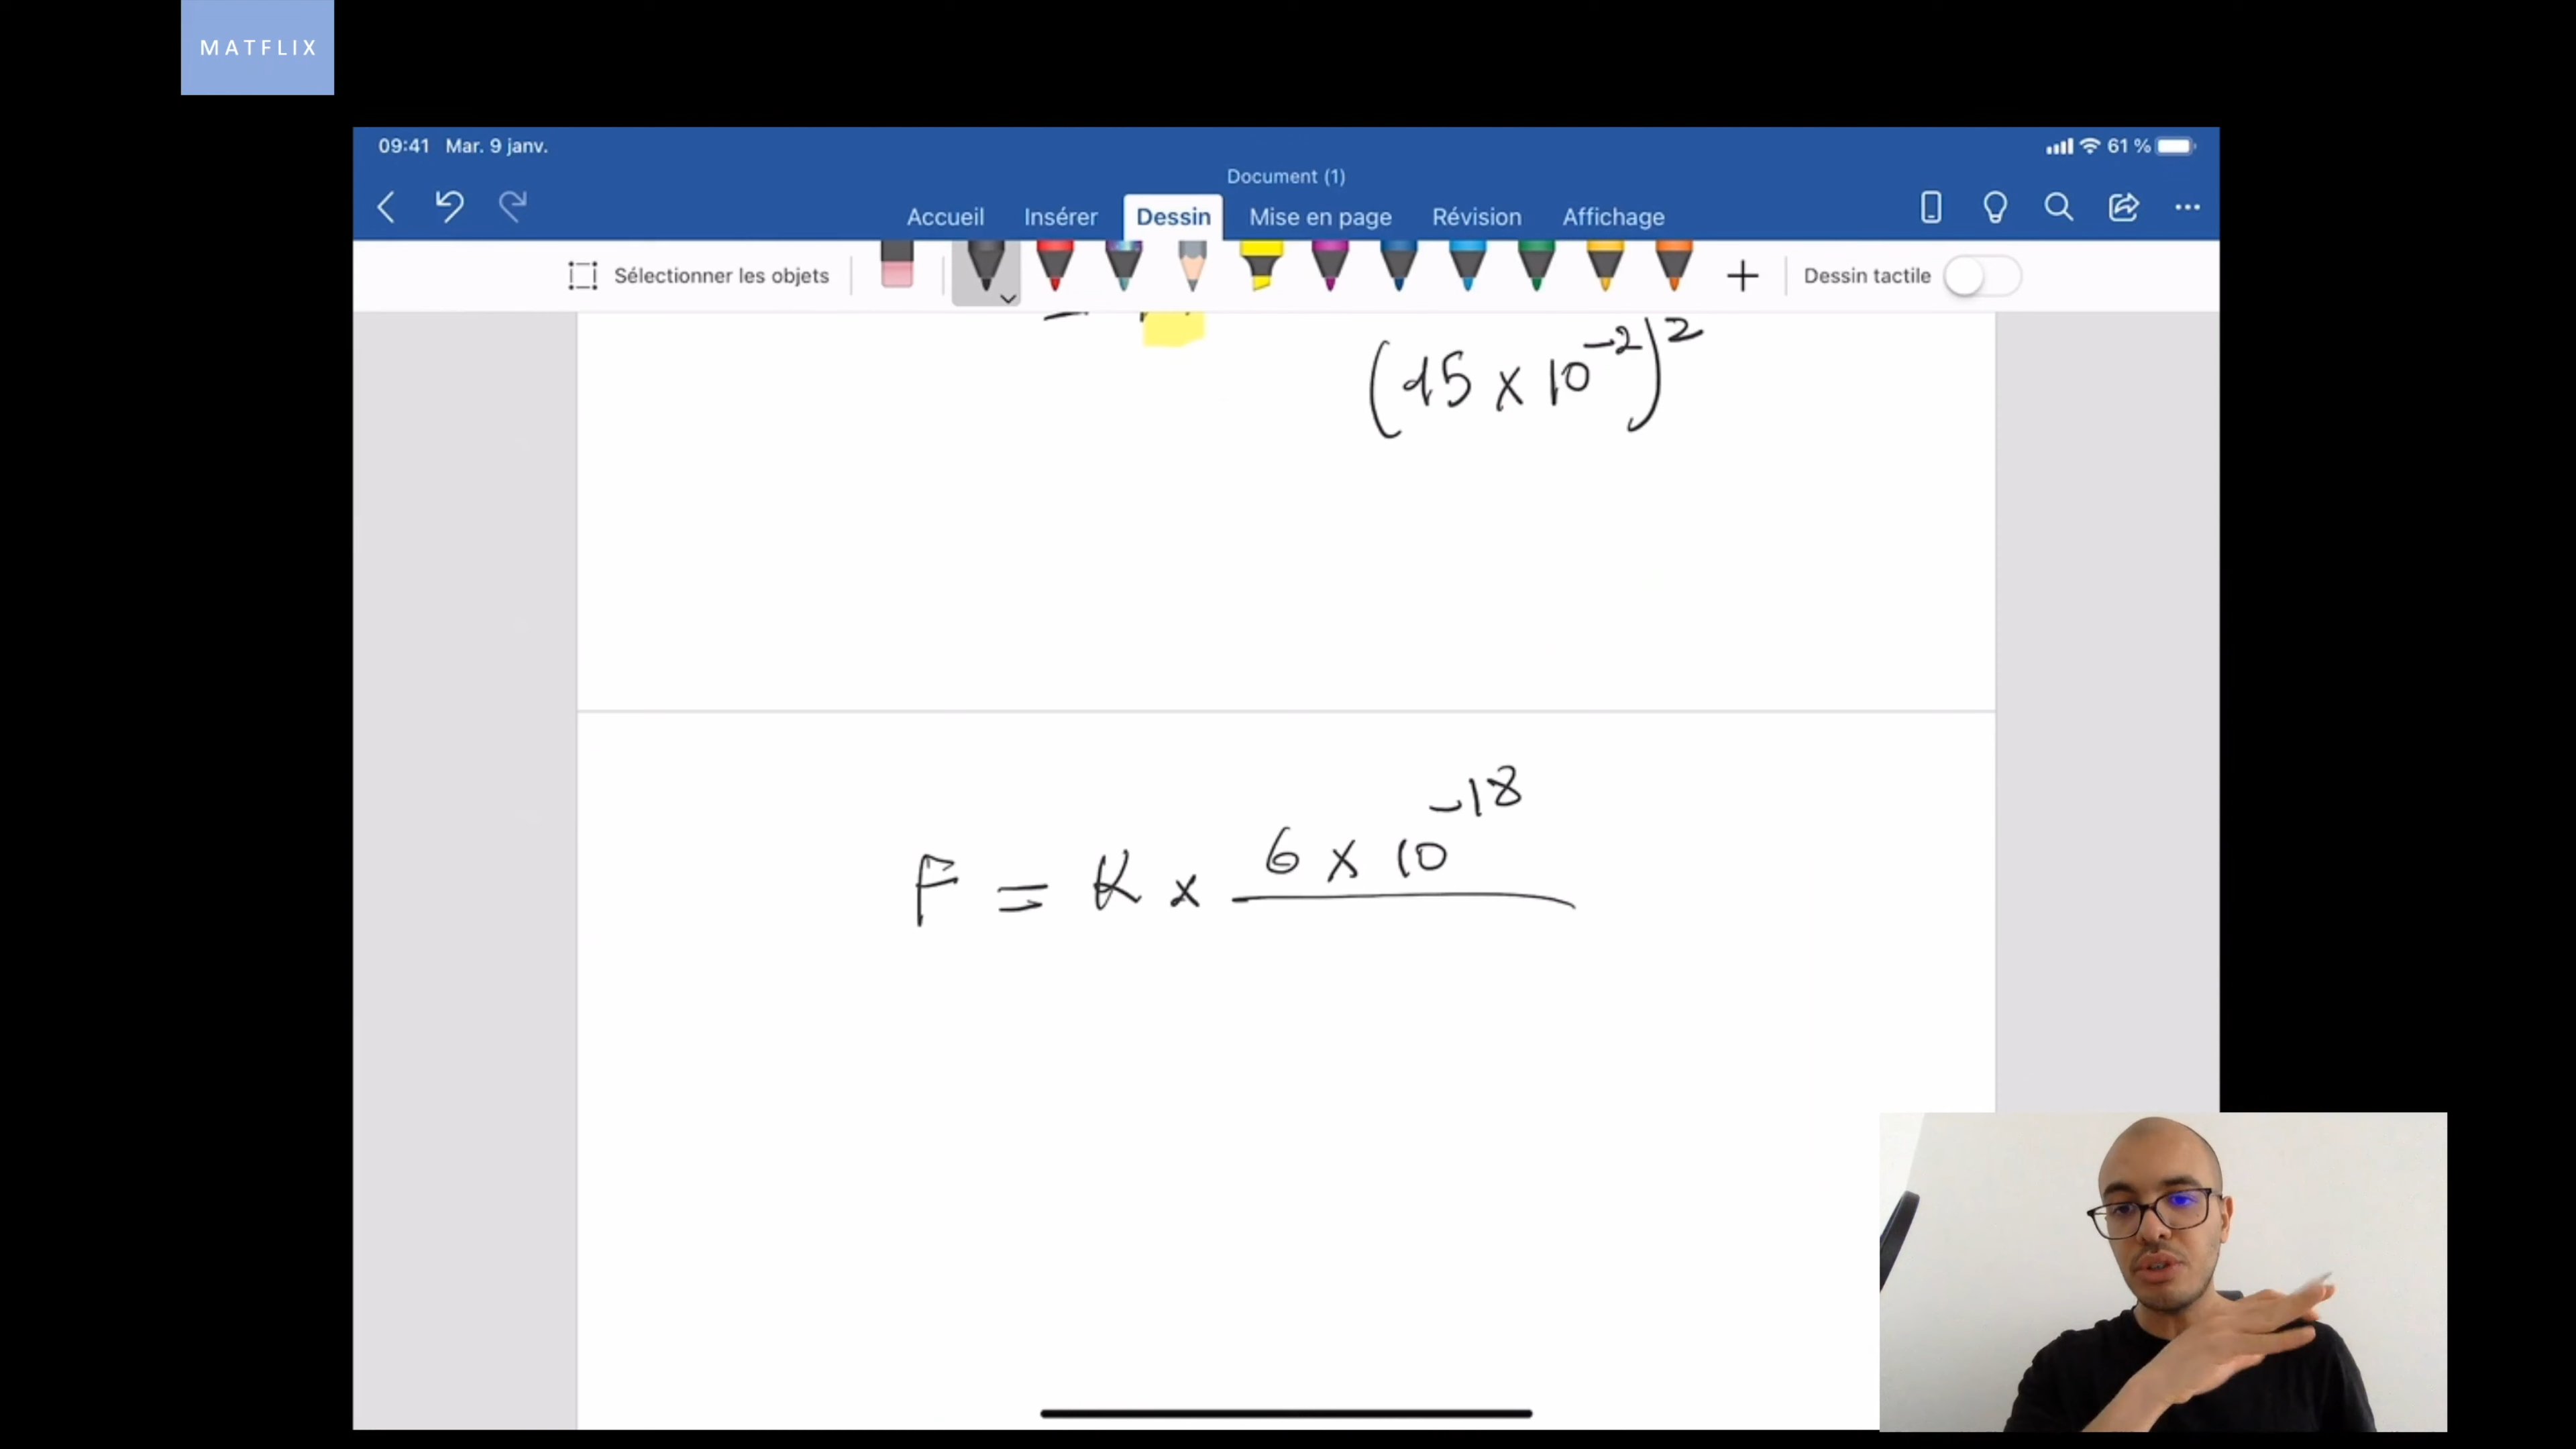 MATFLIX
09:41 Mar. 9 janv.
61 %
Document (1)
Accueil Insérer Dessin Mise en page Révision Affichage
Sélectionner les objets
Dessin tactile
(15 × 10⁻²)²
F = K × 6 × 10⁻¹⁸